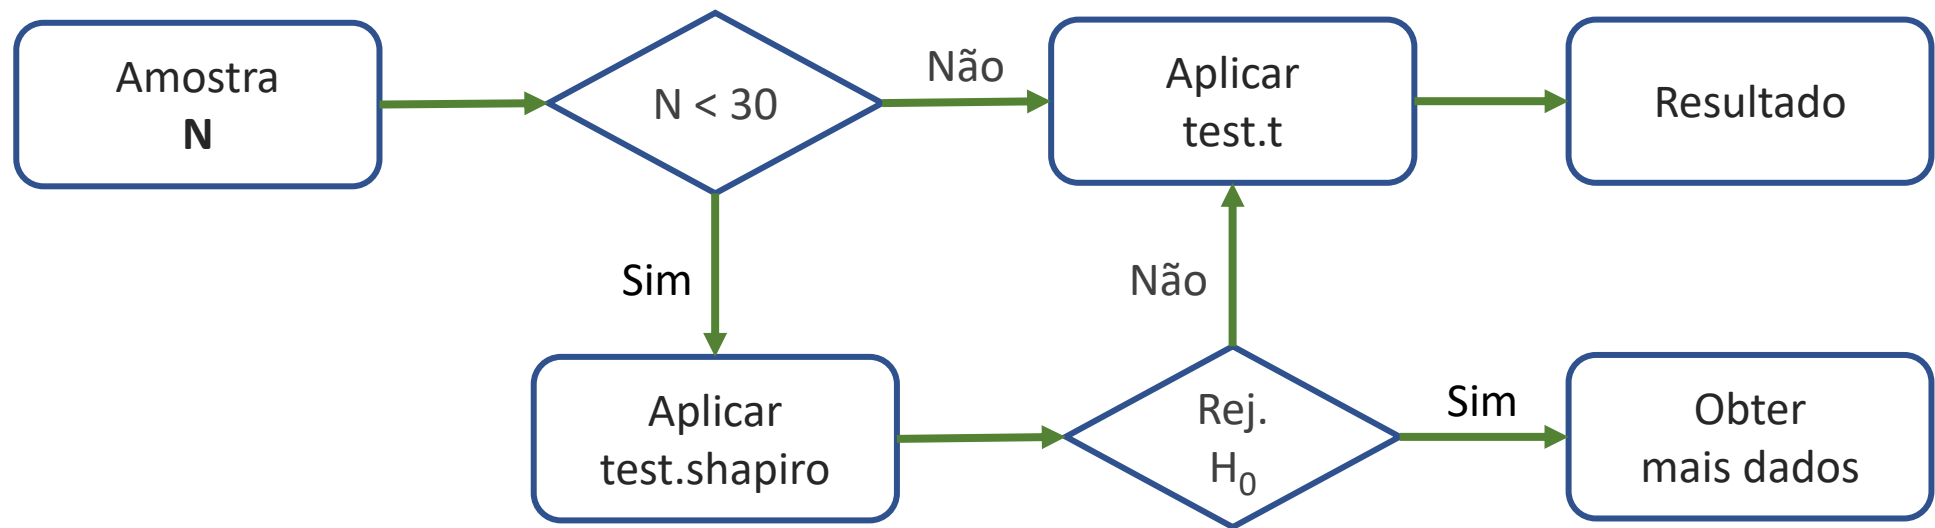 Amostra
N
N < 30
Não
Aplicar
test.t
Resultado
Sim
Não
Aplicar
test.shapiro
Rej.
H₀
Sim
Obter
mais dados